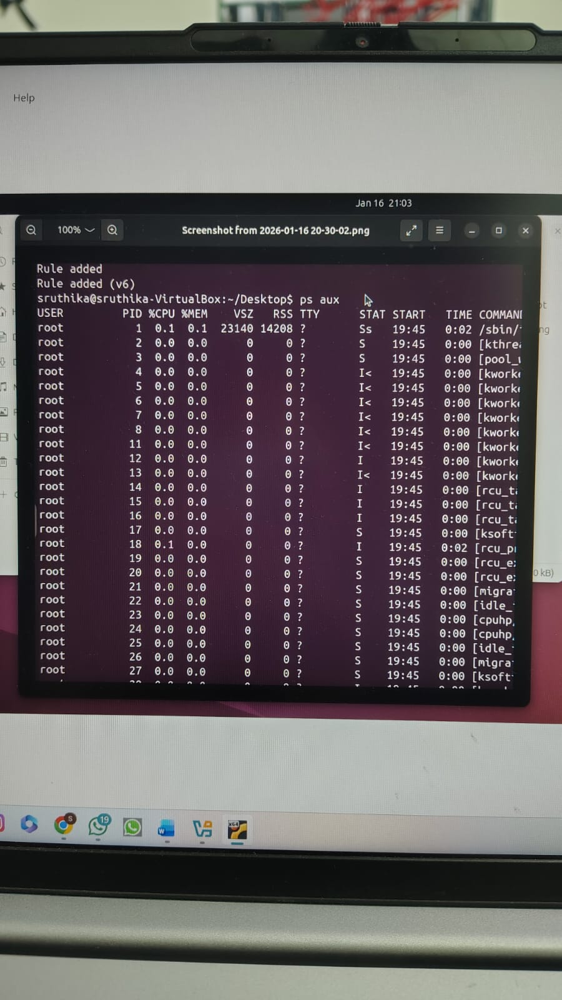 Help
Jan 16 21:03
100%
Screenshot from 2026-01-16 20-30-02.png
Rule added
Rule added (v6)
sruthika@sruthika-VirtualBox:~/Desktop$ ps aux
USER PID %CPU %MEM VSZ RSS TTY STAT START TIME COMMAN
root 1 0.1 0.1 23140 14208 ? Ss 19:45 0:02 /sbin/
root 2 0.0 0.0 0 0 ? S 19:45 0:00 [kthre
root 3 0.0 0.0 0 0 ? S 19:45 0:00 [pool_
root 4 0.0 0.0 0 0 ? I< 19:45 0:00 [kwork
root 5 0.0 0.0 0 0 ? I< 19:45 0:00 [kwork
root 6 0.0 0.0 0 0 ? I< 19:45 0:00 [kwork
root 7 0.0 0.0 0 0 ? I< 19:45 0:00 [kwork
root 8 0.0 0.0 0 0 ? I< 19:45 0:00 [kwork
root 11 0.0 0.0 0 0 ? I< 19:45 0:00 [kwork
root 12 0.0 0.0 0 0 ? I 19:45 0:00 [kwork
root 13 0.0 0.0 0 0 ? I< 19:45 0:00 [kwork
root 14 0.0 0.0 0 0 ? I 19:45 0:00 [rcu_t
root 15 0.0 0.0 0 0 ? I 19:45 0:00 [rcu_t
root 16 0.0 0.0 0 0 ? I 19:45 0:00 [rcu_t
root 17 0.0 0.0 0 0 ? S 19:45 0:00 [ksoft
root 18 0.1 0.0 0 0 ? I 19:45 0:02 [rcu_p
root 19 0.0 0.0 0 0 ? S 19:45 0:00 [rcu_e
root 20 0.0 0.0 0 0 ? S 19:45 0:00 [rcu_e
root 21 0.0 0.0 0 0 ? S 19:45 0:00 [migra
root 22 0.0 0.0 0 0 ? S 19:45 0:00 [idle_
root 23 0.0 0.0 0 0 ? S 19:45 0:00 [cpuhp
root 24 0.0 0.0 0 0 ? S 19:45 0:00 [cpuhp
root 25 0.0 0.0 0 0 ? S 19:45 0:00 [idle_
root 26 0.0 0.0 0 0 ? S 19:45 0:00 [migra
root 27 0.0 0.0 0 0 ? S 19:45 0:00 [ksoft
0 kB)
S
19
x64